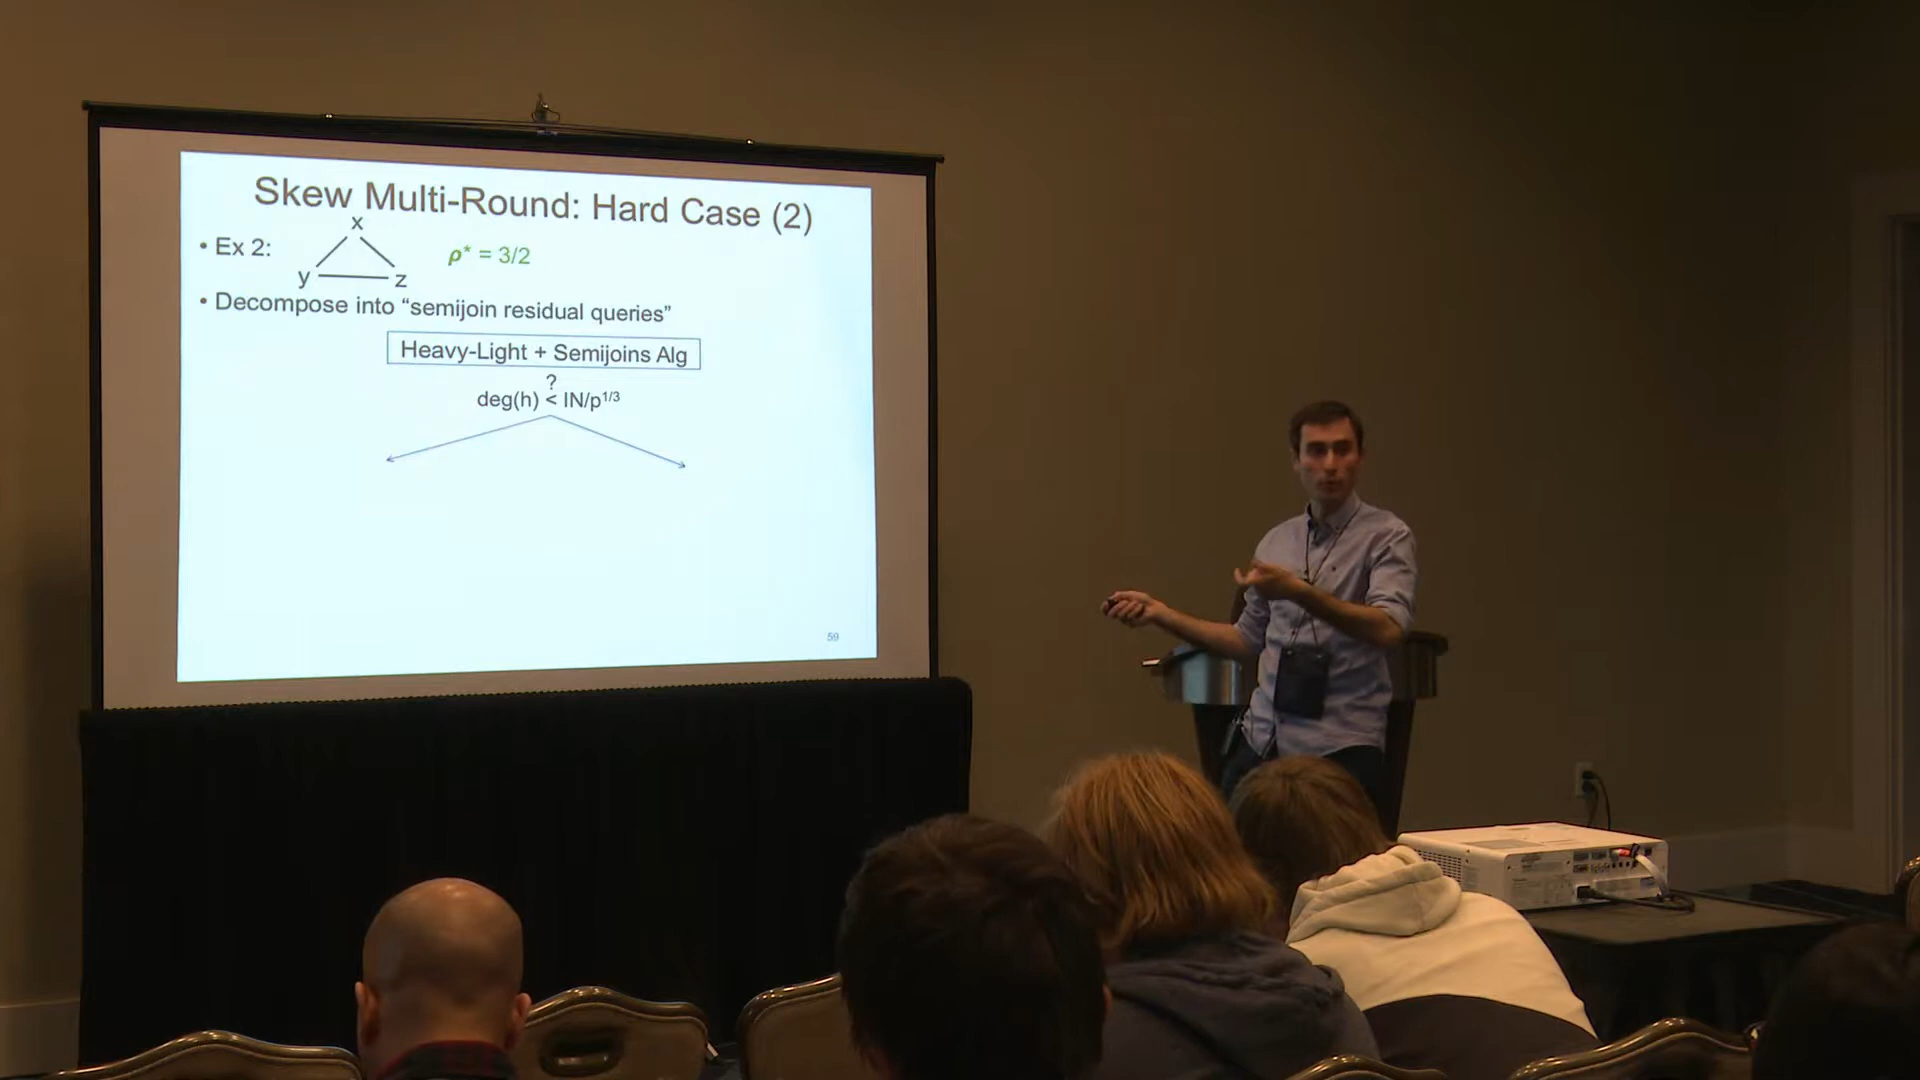 Skew Multi-Round: Hard Case (2)
• Ex 2:
x
y
z
ρ* = 3/2
• Decompose into “semijoin residual queries”
Heavy-Light + Semijoins Alg
?
deg(h) < IN/p^1/3
59